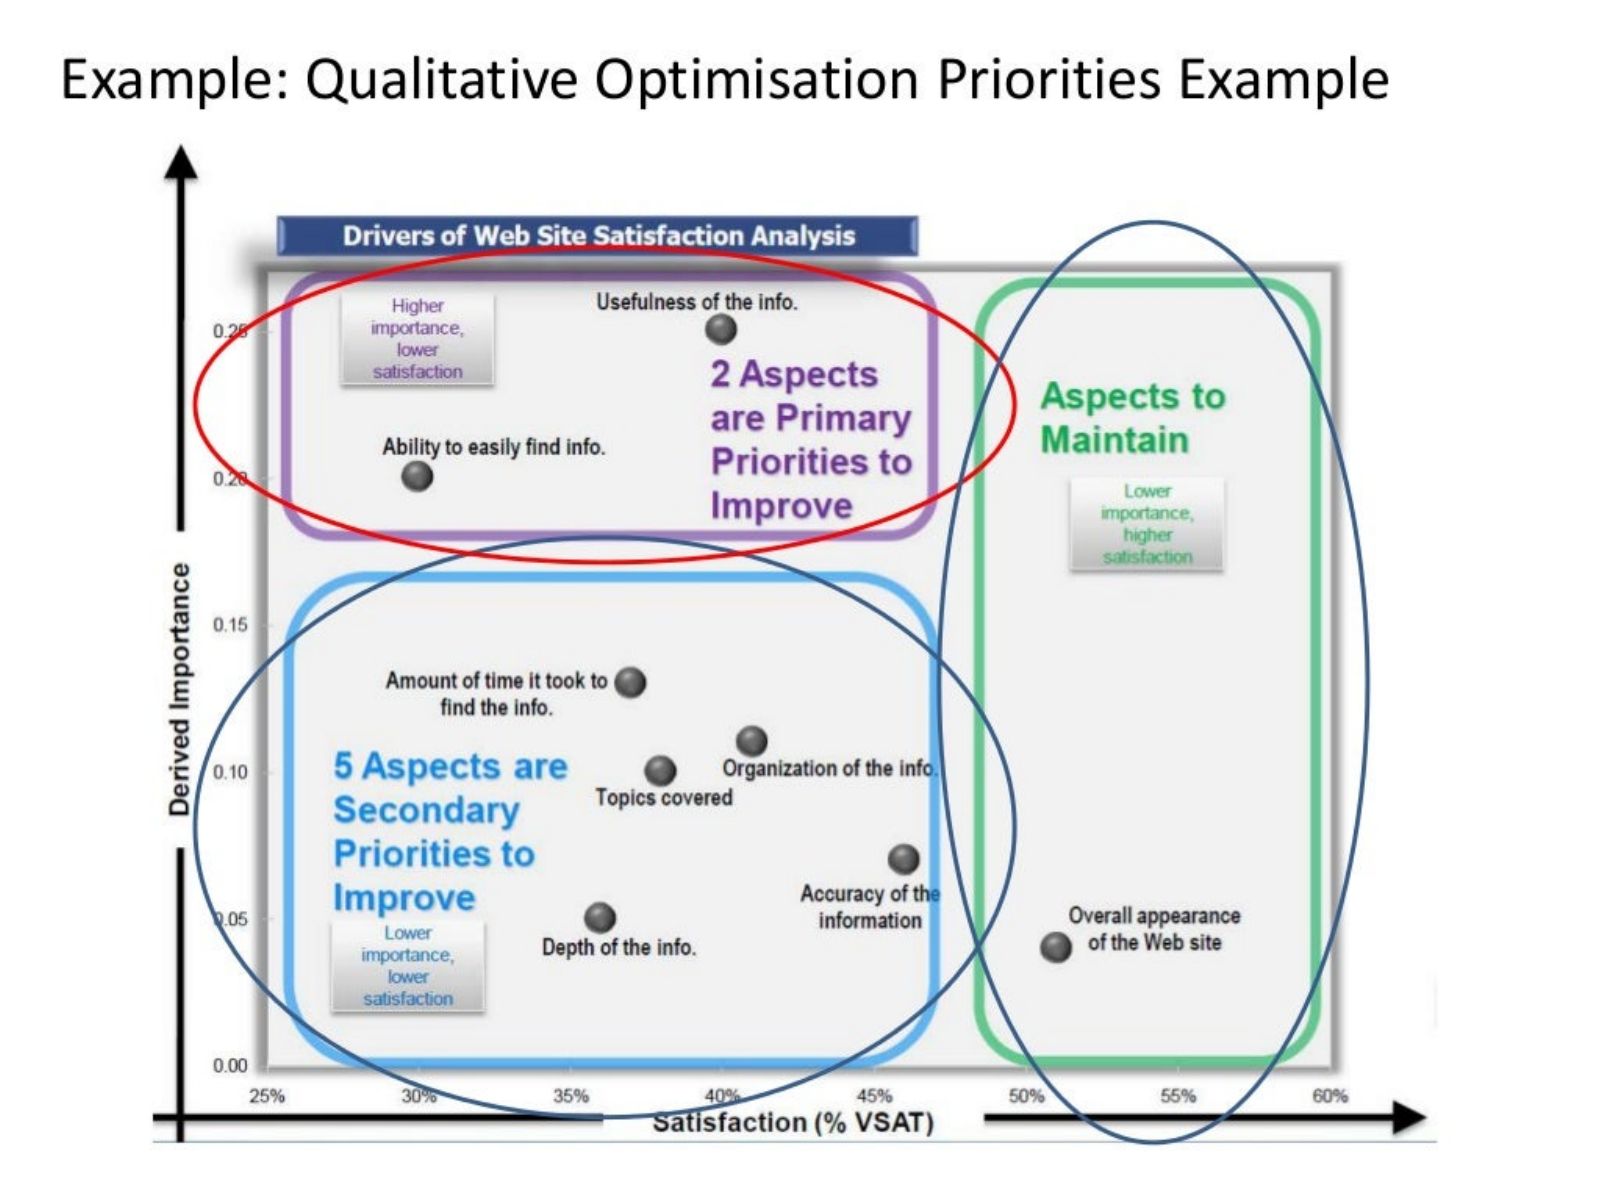 Example: Qualitative Optimisation Priorities Example
Drivers of Web Site Satisfaction Analysis
Higher
importance,
lower
satisfaction
Usefulness of the info.
2 Aspects
are Primary
Priorities to
Improve
Ability to easily find info.
Aspects to
Maintain
Lower
importance,
higher
satisfaction
Amount of time it took to
find the info.
Organization of the info.
Topics covered
5 Aspects are
Secondary
Priorities to
Improve
Lower
importance,
lower
satisfaction
Accuracy of the
information
Depth of the info.
Overall appearance
of the Web site
Derived Importance
0.25
0.20
0.15
0.10
0.05
0.00
25%
30%
35%
40%
45%
50%
55%
60%
Satisfaction (% VSAT)